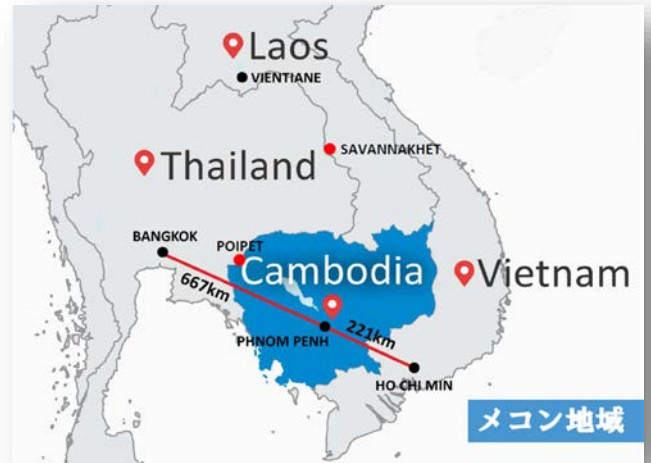 Laos
VIENTIANE
SAVANNAKHET
Thailand
BANGKOK
POIPET
Cambodia
Vietnam
667km
221km
PHNOM PENH
HO CHI MIN
メコン地域